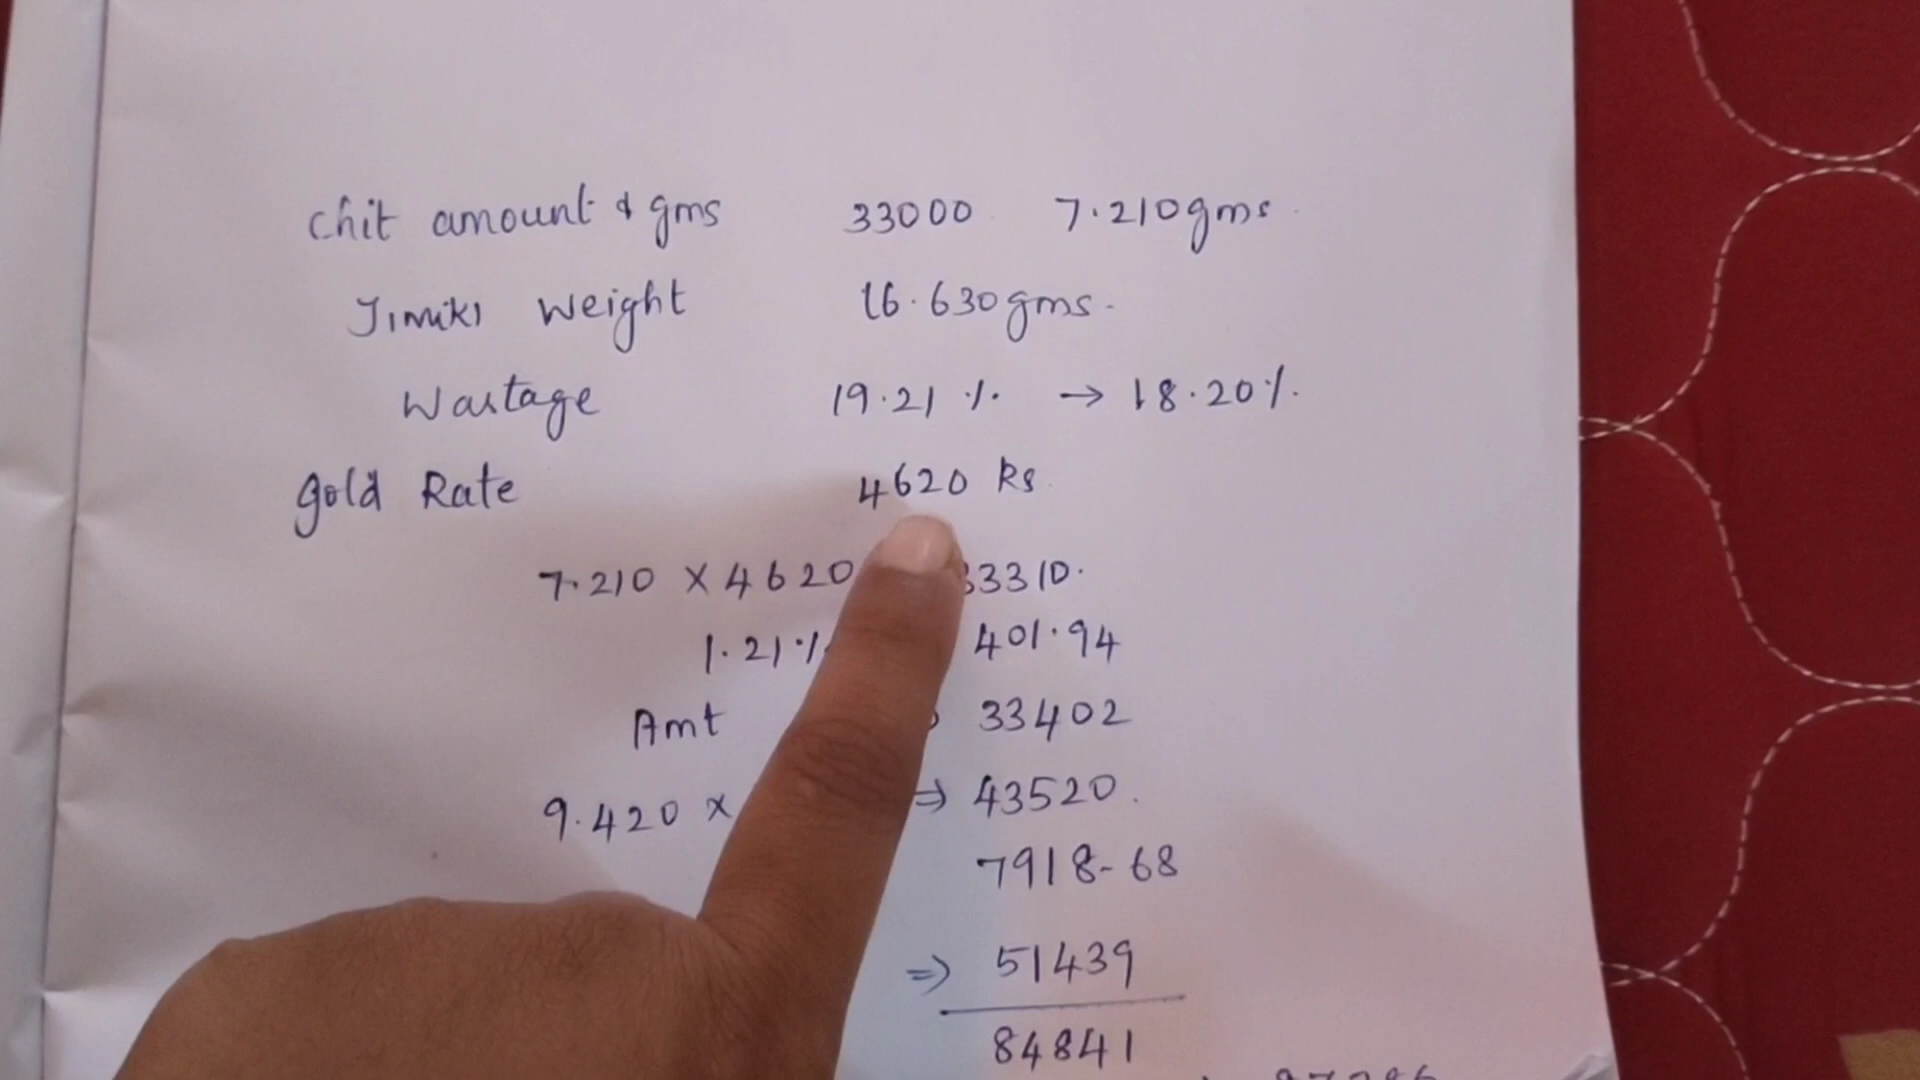 Chit amount & gms 33000 7.210gms
Jimiki Weight 16.630gms.
Wastage 19.21 % → 18.20%.
Gold Rate 4620 Rs
7.210 X 4620 33310.
1.21% 401.94
Amt 33402
9.420 x ⇒ 43520.
7918-68
⇒ 51439
84841